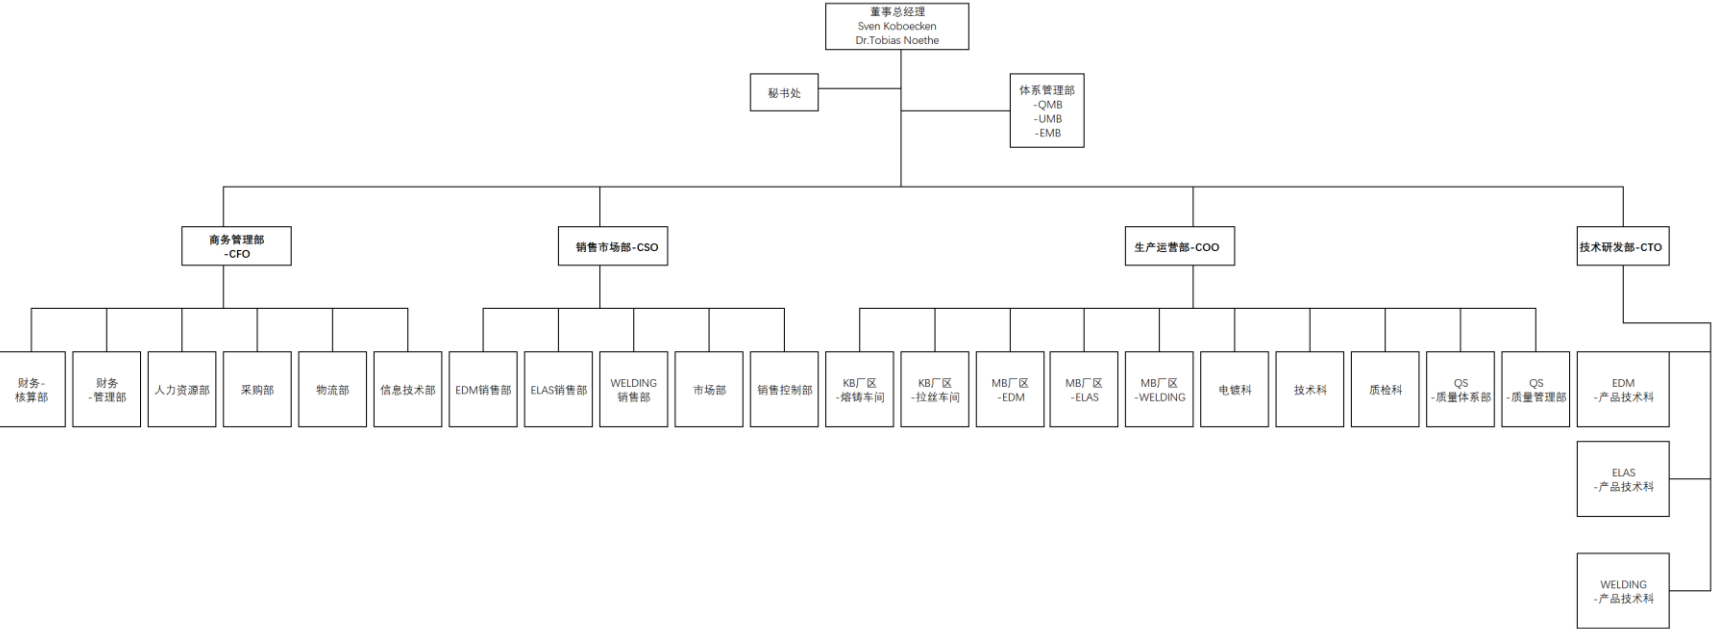 董事总经理
Sven Koboecken
Dr.Tobias Noethe
秘书处
体系管理部
-QMB
-UMB
-EMB
商务管理部
-CFO
销售市场部-CSO
生产运营部-COO
技术研发部-CTO
财务-
核算部
财务
-管理部
人力资源部
采购部
物流部
信息技术部
EDM销售部
ELAS销售部
WELDING
销售部
市场部
销售控制部
KB厂区
-熔铸车间
KB厂区
-拉丝车间
MB厂区
-EDM
MB厂区
-ELAS
MB厂区
-WELDING
电镀科
技术科
质检科
QS
-质量体系部
QS
-质量管理部
EDM
-产品技术科
ELAS
-产品技术科
WELDING
-产品技术科